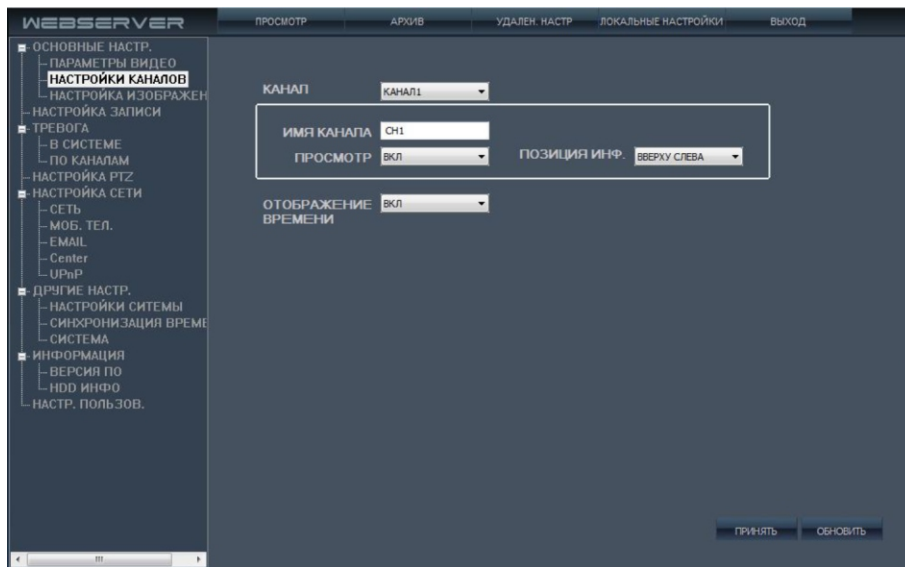 WEBSERVER
ПРОСМОТР АРХИВ УДАЛЕН. НАСТР ЛОКАЛЬНЫЕ НАСТРОЙКИ ВЫХОД
ОСНОВНЫЕ НАСТР.
ПАРАМЕТРЫ ВИДЕО
НАСТРОЙКИ КАНАЛОВ
НАСТРОЙКА ИЗОБРАЖЕН
НАСТРОЙКА ЗАПИСИ
ТРЕВОГА
В СИСТЕМЕ
ПО КАНАЛАМ
НАСТРОЙКА PTZ
НАСТРОЙКА СЕТИ
СЕТЬ
МОБ. ТЕЛ.
EMAIL
Center
UPnP
ДРУГИЕ НАСТР.
НАСТРОЙКИ СИТЕМЫ
СИНХРОНИЗАЦИЯ ВРЕМЕ
СИСТЕМА
ИНФОРМАЦИЯ
ВЕРСИЯ ПО
HDD ИНФО
НАСТР. ПОЛЬЗОВ.
КАНАЛ КАНАЛ1
ИМЯ КАНАЛА CH1
ПРОСМОТР ВКЛ ПОЗИЦИЯ ИНФ. ВВЕРХУ СЛЕВА
ОТОБРАЖЕНИЕ ВКЛ
ВРЕМЕНИ
ПРИНЯТЬ ОБНОВИТЬ